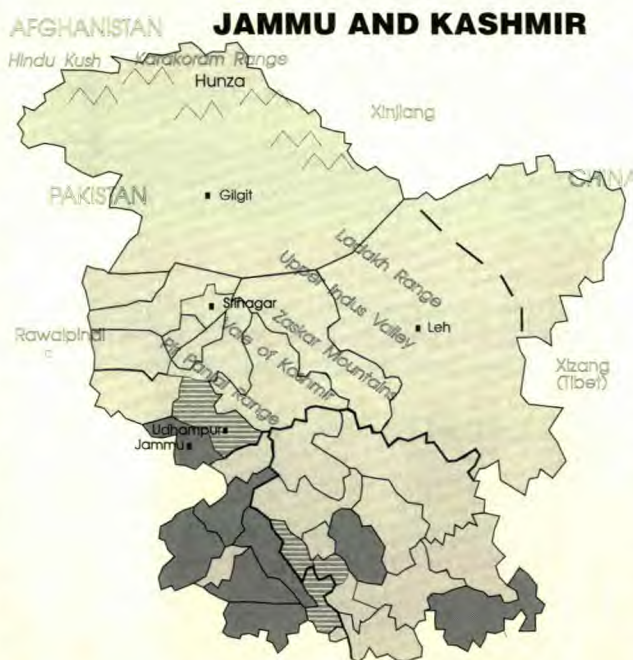 JAMMU AND KASHMIR
AFGHANISTAN
Hindu Kush
Karakoram Range
Hunza
Xinjiang
CHINA
PAKISTAN
Gilgit
Ladakh Range
Upper Indus Valley
Srinagar
Zaskar Mountains
Leh
Vale of Kashmir
Rawalpindi
Pir Panjal Range
Xizang
(Tibet)
Udhampur
Jammu